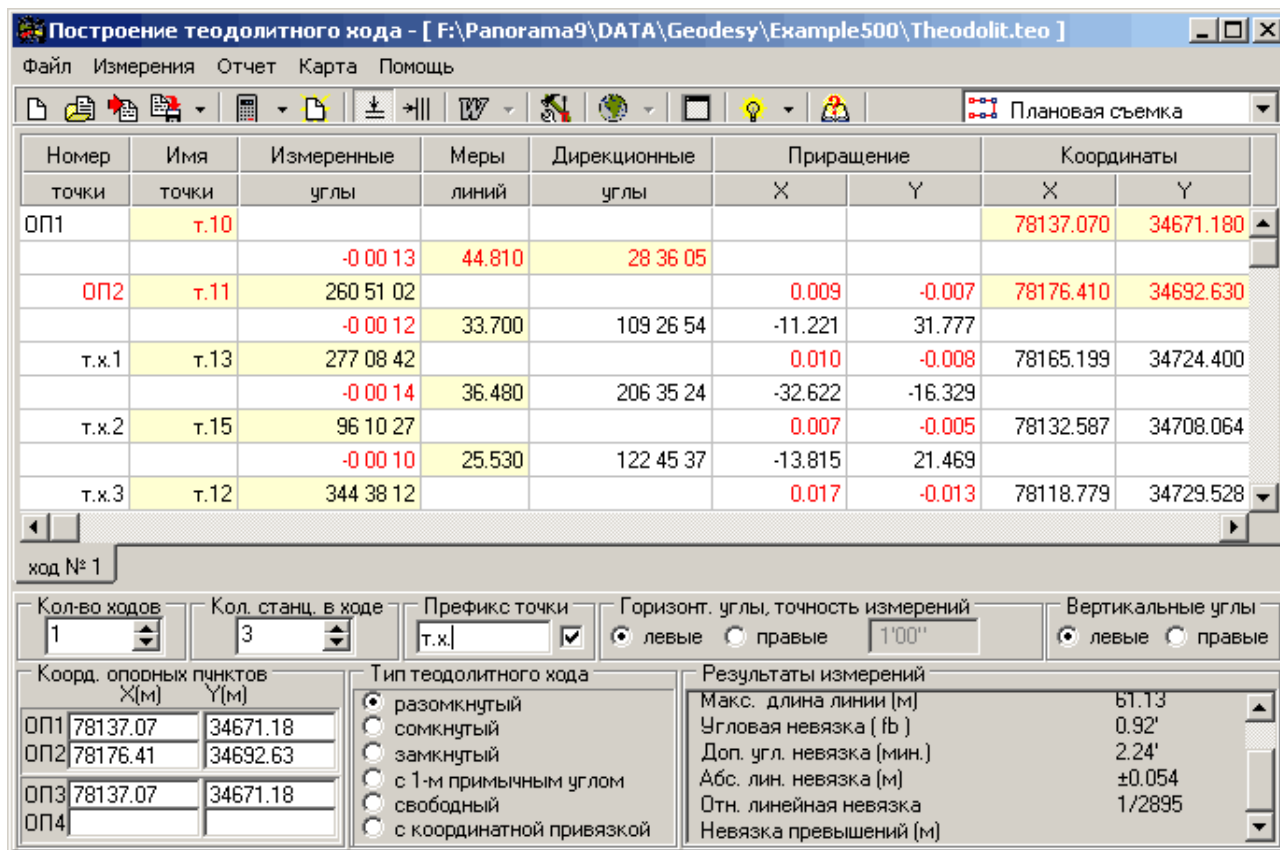 Построение теодолитного хода - [ F:\Panorama9\DATA\Geodesy\Example500\Theodolit.teo ]
Файл Измерения Отчет Карта Помощь
W Плановая съемка
Номер Имя Измеренные Меры Дирекционные Приращение Координаты
точки точки углы линий углы X Y X Y
ОП1 т.10 78137.070 34671.180
-0 00 13 44.810 28 36 05
ОП2 т.11 260 51 02 0.009 -0.007 78176.410 34692.630
-0 00 12 33.700 109 26 54 -11.221 31.777
т.х.1 т.13 277 08 42 0.010 -0.008 78165.199 34724.400
-0 00 14 36.480 206 35 24 -32.622 -16.329
т.х.2 т.15 96 10 27 0.007 -0.005 78132.587 34708.064
-0 00 10 25.530 122 45 37 -13.815 21.469
т.х.3 т.12 344 38 12 0.017 -0.013 78118.779 34729.528
ход № 1
Кол-во ходов Кол. станц. в ходе Префикс точки Горизонт. углы, точность измерений Вертикальные углы
1 3 т.х. левые правые 1'00'' левые правые
Коорд. опорных пунктов Тип теодолитного хода Результаты измерений
X(м) Y(м) разомкнутый Макс. длина линии (м) 61.13
ОП1 78137.07 34671.18 сомкнутый Угловая невязка ( fb ) 0.92'
ОП2 78176.41 34692.63 замкнутый Доп. угл. невязка (мин.) 2.24'
с 1-м примычным углом Абс. лин. невязка (м) ±0.054
ОП3 78137.07 34671.18 свободный Отн. линейная невязка 1/2895
ОП4 с координатной привязкой Невязка превышений (м)